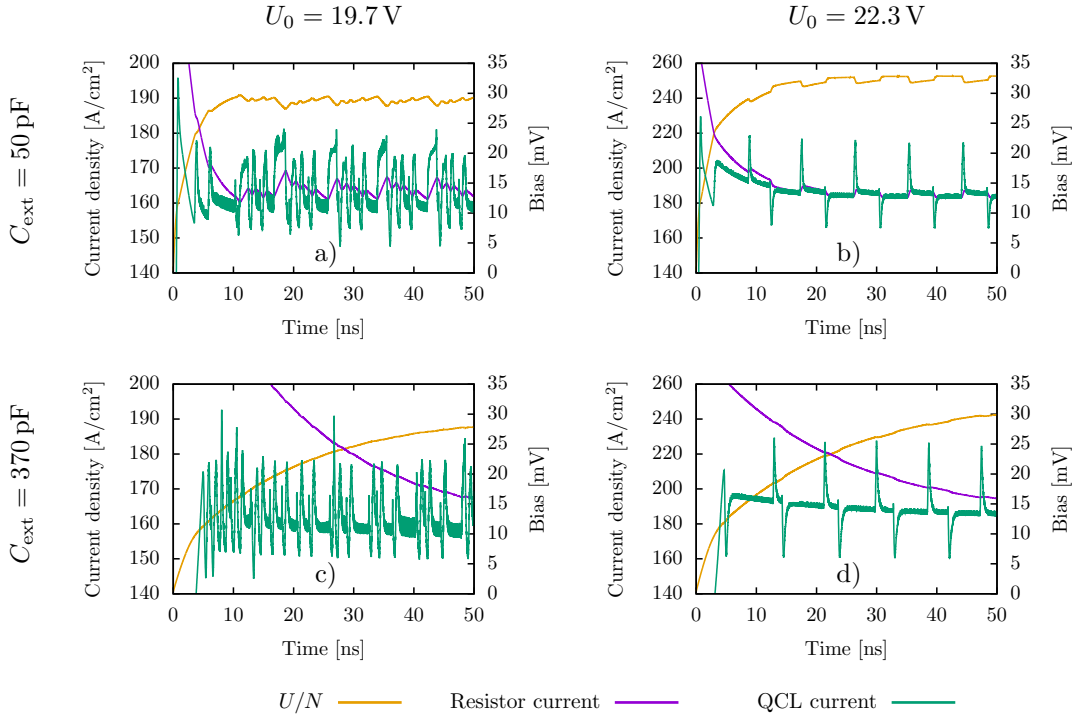 U₀ = 19.7 V U₀ = 22.3 V
C_ext = 50 pF
Current density [A/cm²]
200
190
180
170
160
150
140
35
30
25
20
15
10
5
0
Bias [mV]
a)
0 10 20 30 40 50
Time [ns]
Current density [A/cm²]
260
240
220
200
180
160
35
30
25
20
15
10
5
0
Bias [mV]
b)
0 10 20 30 40 50
Time [ns]
C_ext = 370 pF
Current density [A/cm²]
200
190
180
170
160
150
140
35
30
25
20
15
10
5
0
Bias [mV]
c)
0 10 20 30 40 50
Time [ns]
Current density [A/cm²]
260
240
220
200
180
160
140
35
30
25
20
15
10
5
0
Bias [mV]
d)
0 10 20 30 40 50
Time [ns]
U/N Resistor current QCL current